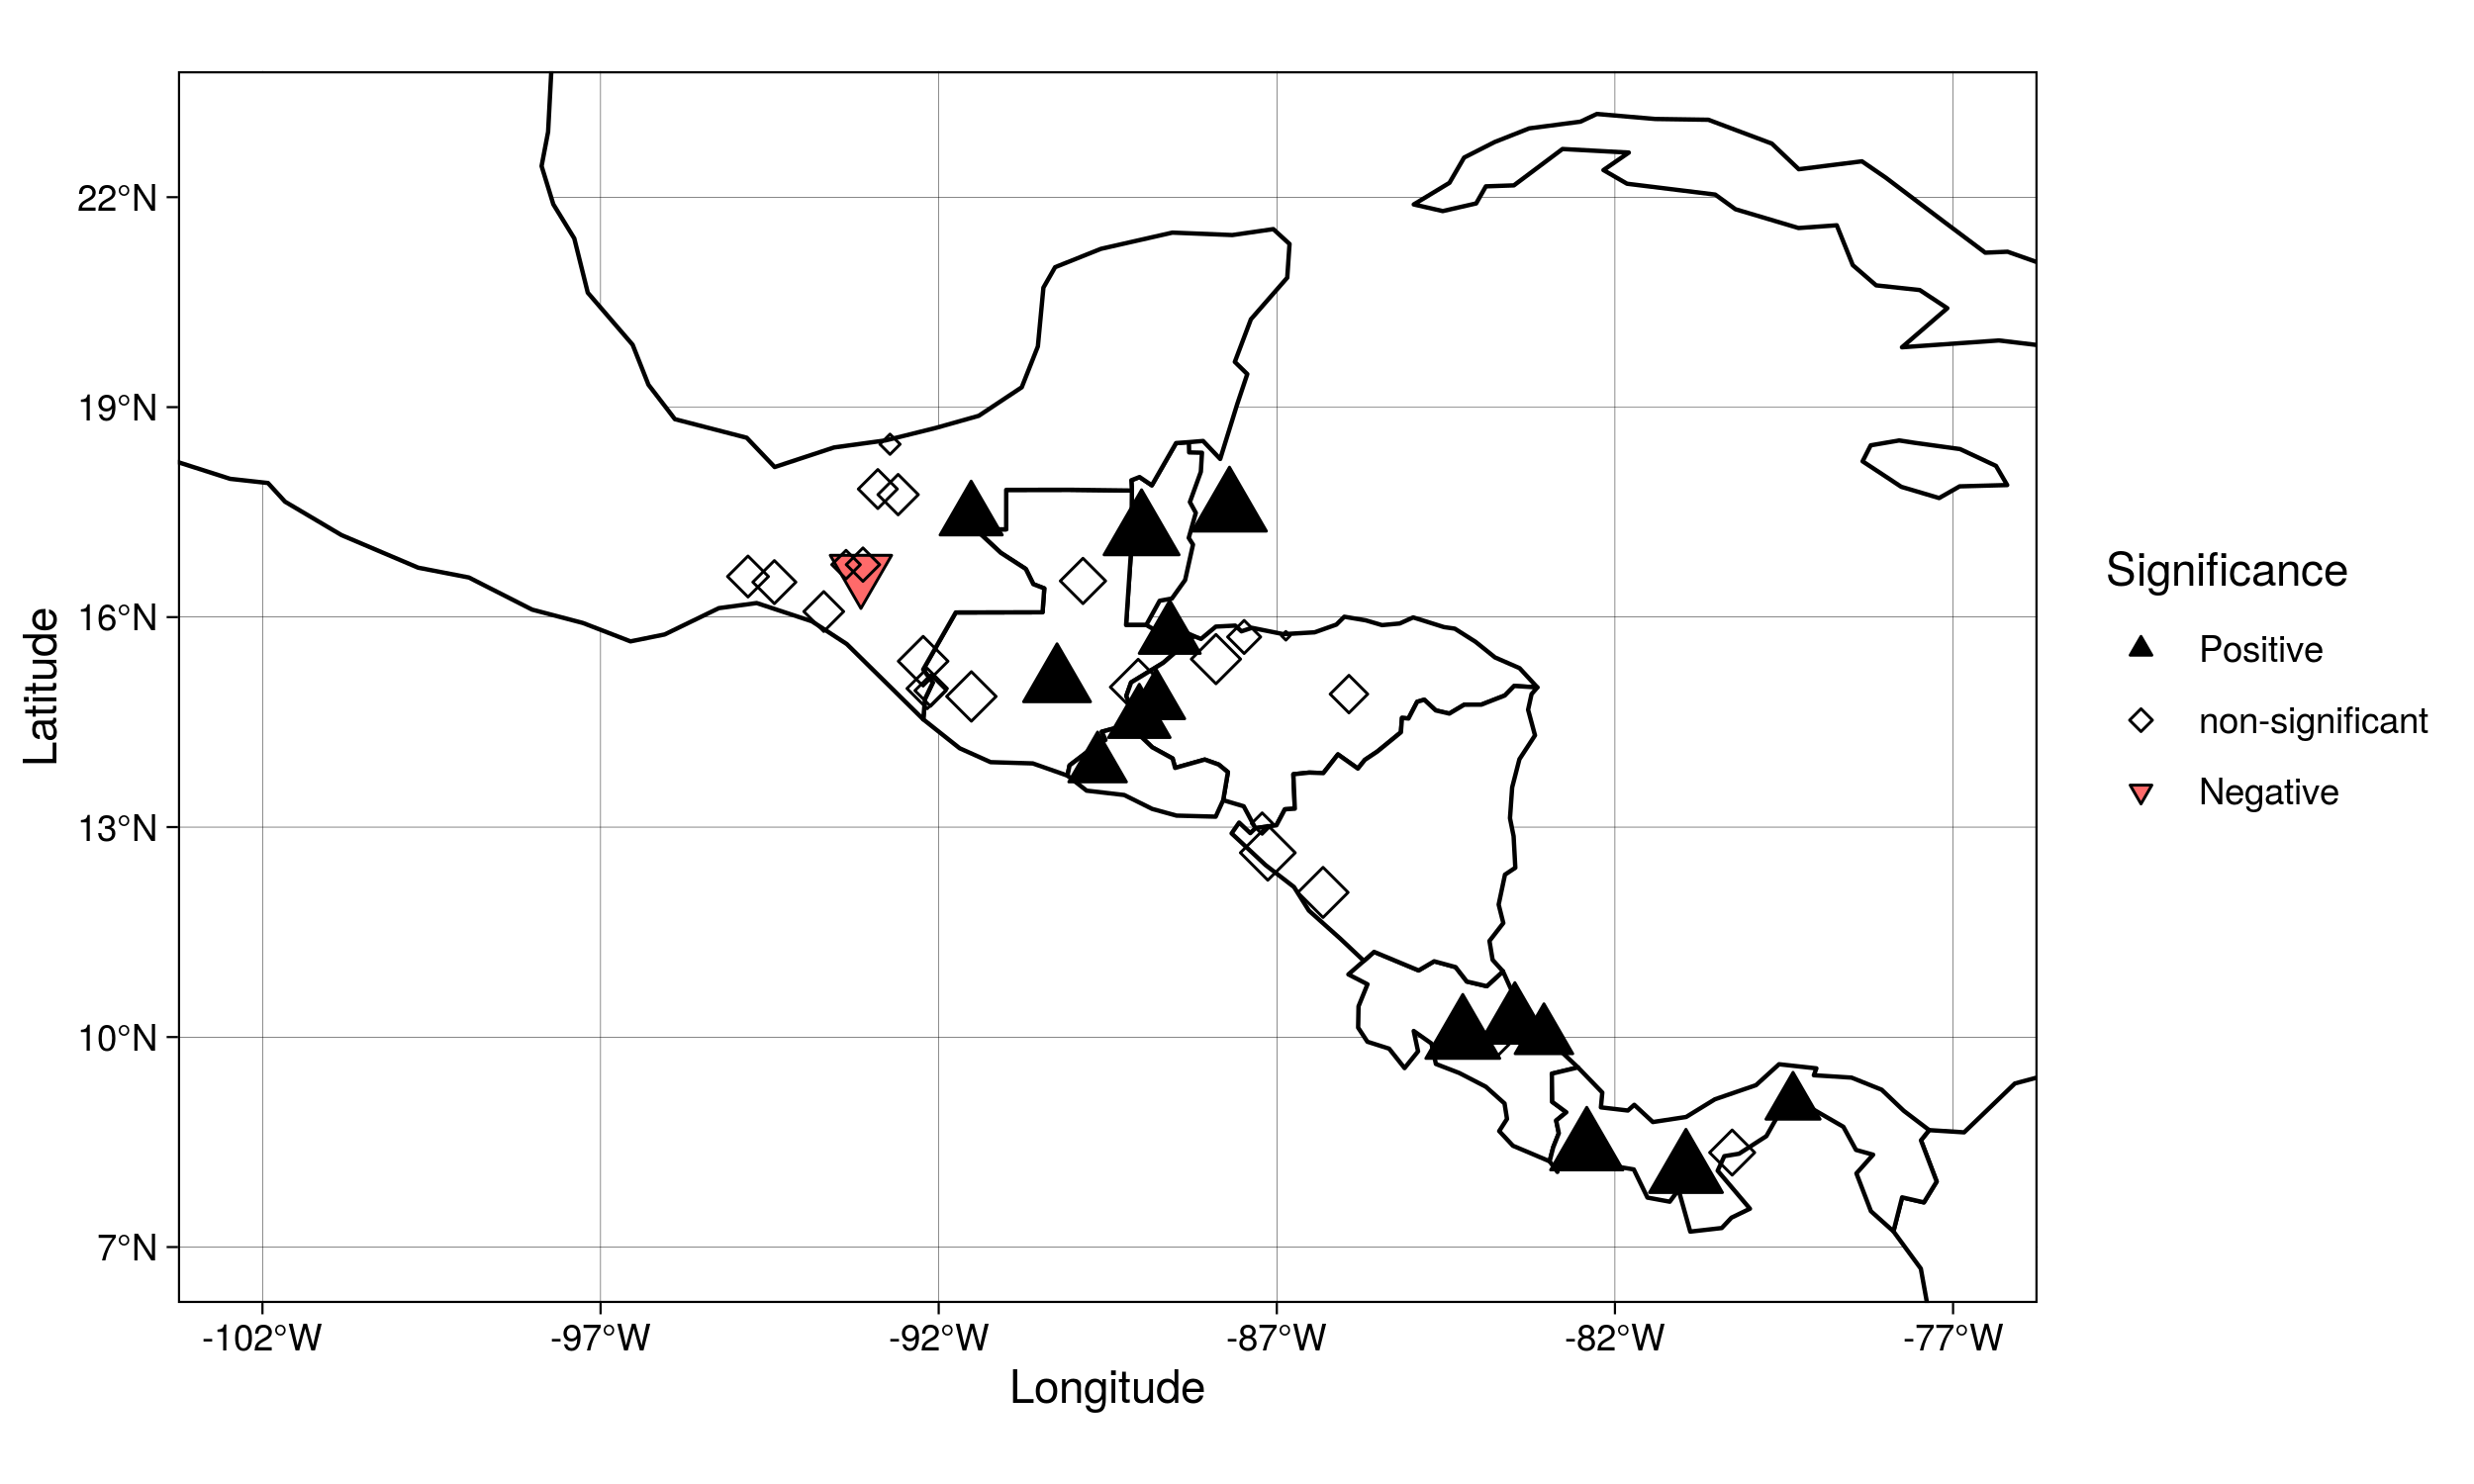 22°N
19°N
16°N
13°N
10°N
7°N
Latitude
-102°W
-97°W
-92°W
-87°W
-82°W
-77°W
Longitude
Significance
Positive
non-significant
Negative